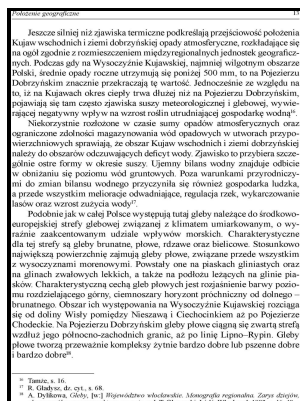 Położenie geograficzne 13
Jeszcze silniej niż zjawiska termiczne podkreślają przejściowość położenia
Kujaw wschodnich i ziemi dobrzyńskiej opady atmosferyczne, rozkładające się
na ogół zgodnie z rozmieszczeniem międzyregionalnych jednostek geograficz-
nych. Podczas gdy na Wysoczyźnie Kujawskiej, najmniej wilgotnym obszarze
Polski, średnie opady roczne utrzymują się poniżej 500 mm, to na Pojezierzu
Dobrzyńskim znacznie przekraczają tę wartość. Jednocześnie ze względu na
to, iż na Kujawach okres ciepły trwa dłużej niż na Pojezierzu Dobrzyńskim,
pojawiają się tam często zjawiska suszy meteorologicznej i glebowej, wywie-
rającej negatywny wpływ na wzrost roślin utrudniającej gospodarkę wodną¹⁶.
Niekorzystnie rozłożone w czasie sumy opadów atmosferycznych oraz
ograniczone zdolności magazynowania wód opadowych w utworach przypo-
wierzchniowych sprawiają, że obszar Kujaw wschodnich i ziemi dobrzyńskiej
należy do obszarów odczuwających deficyt wody. Zjawisko to przybiera szcze-
gólnie ostre formy w okresie suszy. Ujemny bilans wodny znajduje odbicie
w obniżaniu się poziomu wód gruntowych. Poza warunkami przyrodniczy-
mi do zmian bilansu wodnego przyczyniła się również gospodarka ludzka,
a przede wszystkim melioracje odwadniające, regulacja rzek, wykarczowanie
lasów oraz wzrost zużycia wody¹⁷.
Podobnie jak w całej Polsce występują tutaj gleby należące do środkowo-
europejskiej strefy glebowej związanej z klimatem umiarkowanym, o wy-
raźnie zaakcentowanym udziale wpływów morskich. Charakterystyczne
dla tej strefy są gleby brunatne, płowe, rdzawe oraz bielicowe. Stosunkowo
największą powierzchnię zajmują gleby płowe, związane przede wszystkim
z wysoczyznami morenowymi. Powstały one na piaskach gliniastych oraz
na glinach zwałowych lekkich, a także na podłożu leżących na glinie pia-
sków. Charakterystyczną cechą gleb płowych jest rozjaśnienie barwy pozio-
mu rozdzielającego górny, ciemnoszary horyzont próchniczny od dolnego –
brunatnego. Obszar ich występowania na Wysoczyźnie Kujawskiej rozciąga
się od doliny Wisły pomiędzy Nieszawą i Ciechocinkiem aż po Pojezierze
Chodeckie. Na Pojezierzu Dobrzyńskim gleby płowe ciągną się zwartą strefą
wzdłuż jego północno-zachodnich granic, aż po linię Lipno–Rypin. Gleby
płowe tworzą przeważnie kompleksy żytnie bardzo dobre lub pszenne dobre
i bardzo dobre¹⁸.
¹⁶ Tamże, s. 16.
¹⁷ R. Gładysz, dz. cyt., s. 68.
¹⁸ A. Dylikowa, Gleby, [w:] Województwo włocławskie. Monografia regionalna. Zarys dziejów,